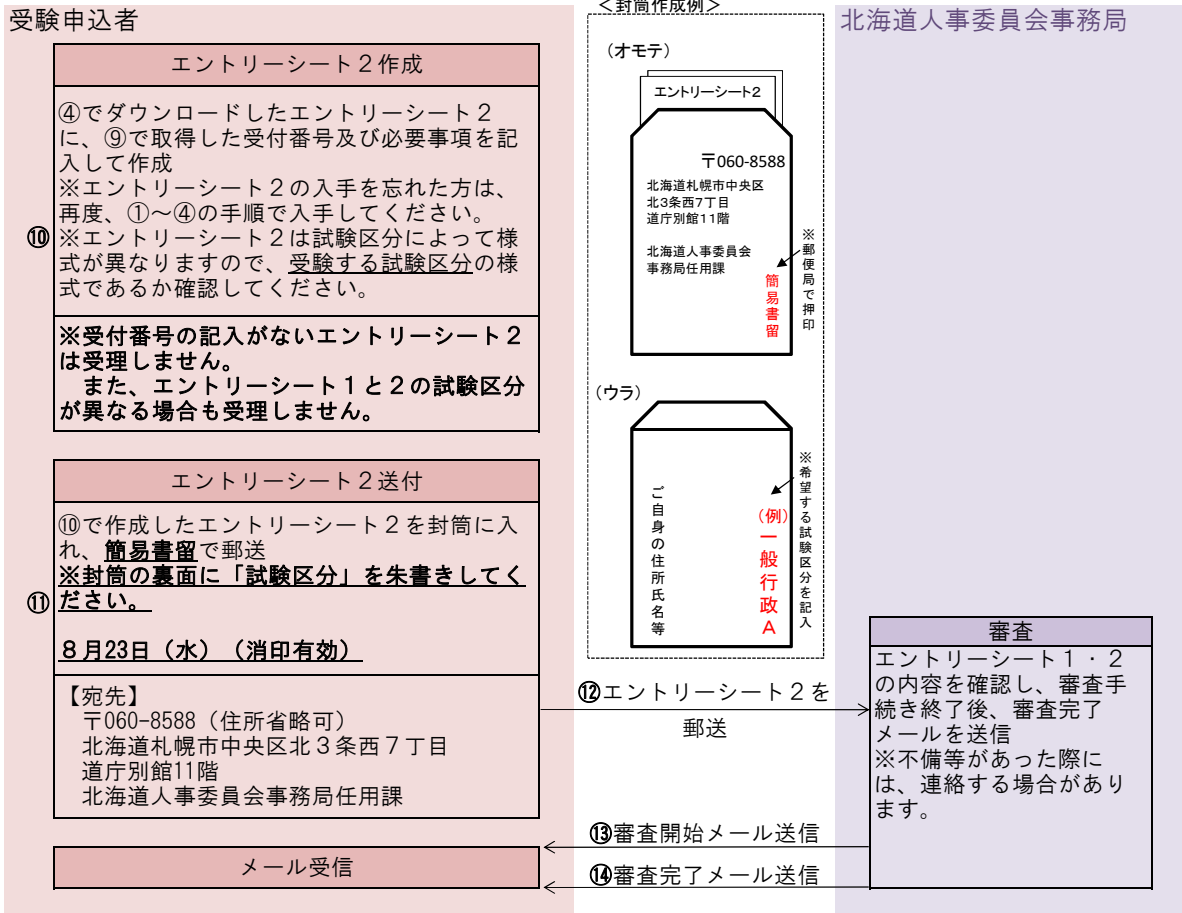 受験申込者
エントリーシート２作成
④でダウンロードしたエントリーシート２
に、⑨で取得した受付番号及び必要事項を記
入して作成
※エントリーシート２の入手を忘れた方は、
再度、①～④の手順で入手してください。
⑩
※エントリーシート２は試験区分によって様
式が異なりますので、受験する試験区分の様
式であるか確認してください。
※受付番号の記入がないエントリーシート２
は受理しません。
　また、エントリーシート１と２の試験区分
が異なる場合も受理しません。
エントリーシート２送付
⑩で作成したエントリーシート２を封筒に入
れ、簡易書留で郵送
※封筒の裏面に「試験区分」を朱書きしてく
⑪
ださい。
８月23日（水）（消印有効）
【宛先】
〒060-8588（住所省略可）
北海道札幌市中央区北３条西７丁目
道庁別館11階
北海道人事委員会事務局任用課
メール受信
＜封筒作成例＞
（オモテ）
エントリーシート2
〒060-8588
北海道札幌市中央区
北3条西7丁目
道庁別館11階
北海道人事委員会
事務局任用課
簡易書留
※郵便局で押印
（ウラ）
ご自身の住所氏名等
（例）
一般行政Ａ
※希望する試験区分を記入
⑫エントリーシート２を
郵送
⑬審査開始メール送信
⑭審査完了メール送信
北海道人事委員会事務局
審査
エントリーシート１・２
の内容を確認し、審査手
続き終了後、審査完了
メールを送信
※不備等があった際に
は、連絡する場合があり
ます。